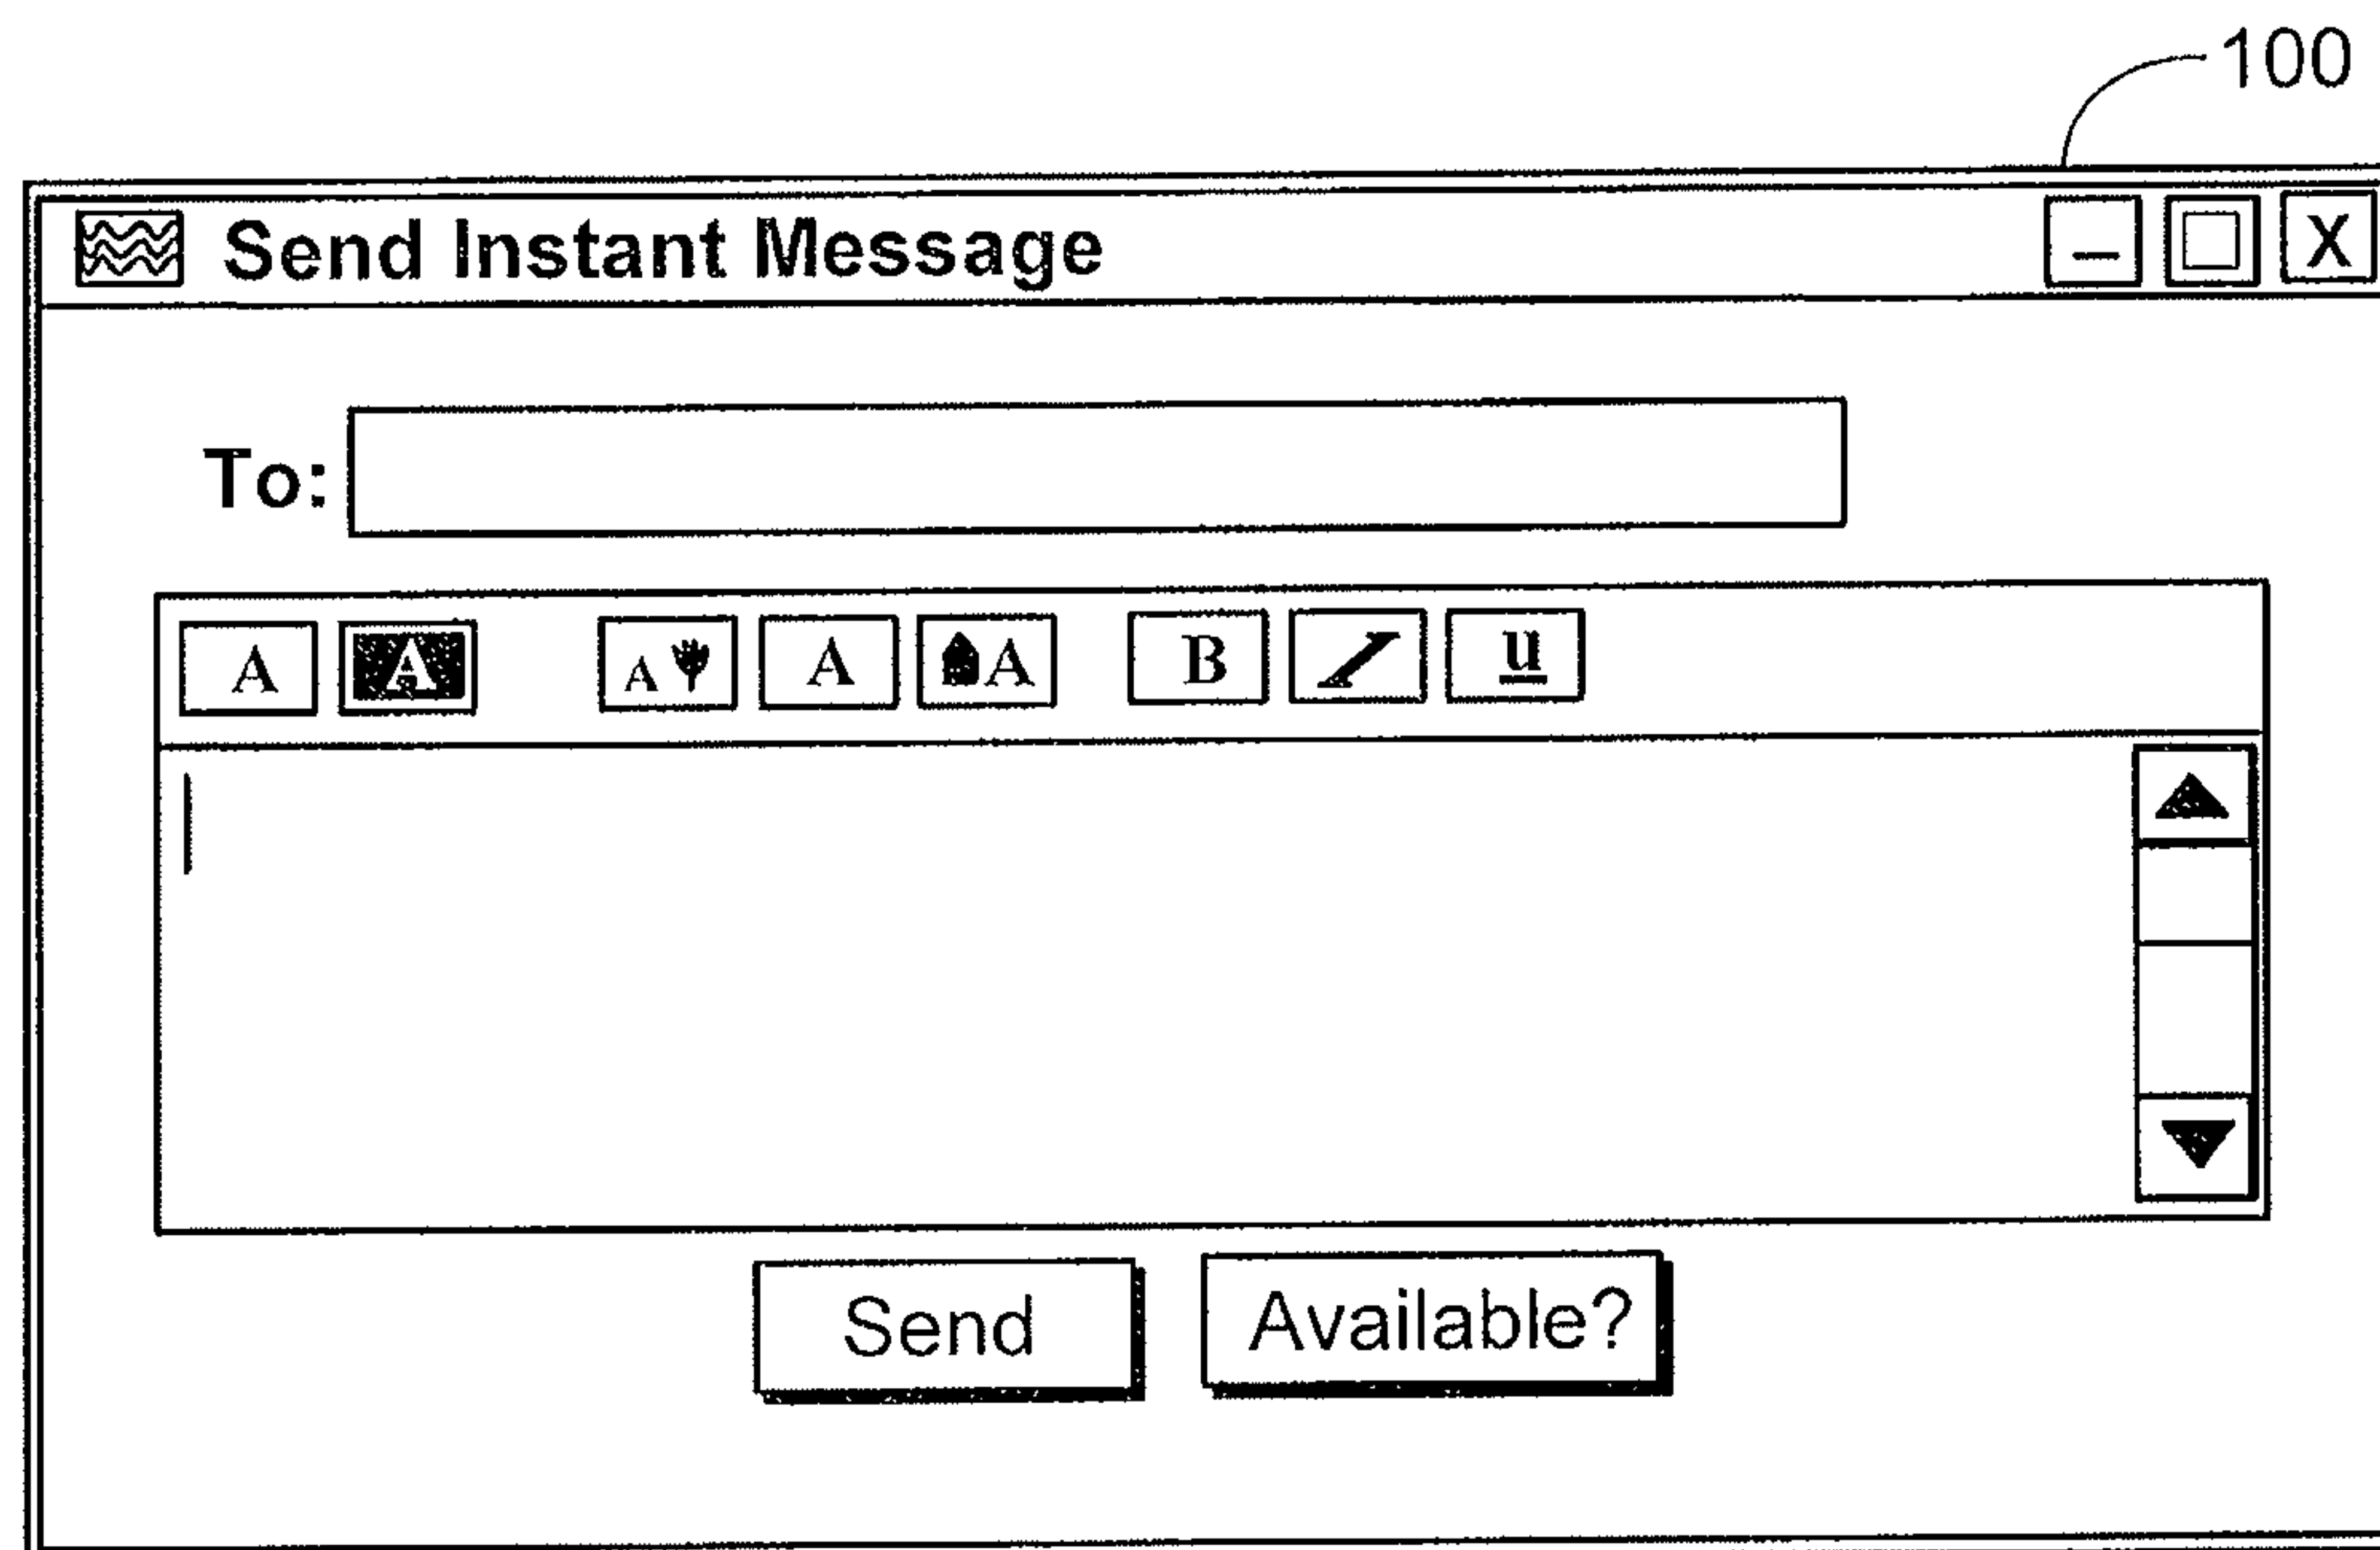 100
Send Instant Message X
To:
A A A A A B I u
Send Available?